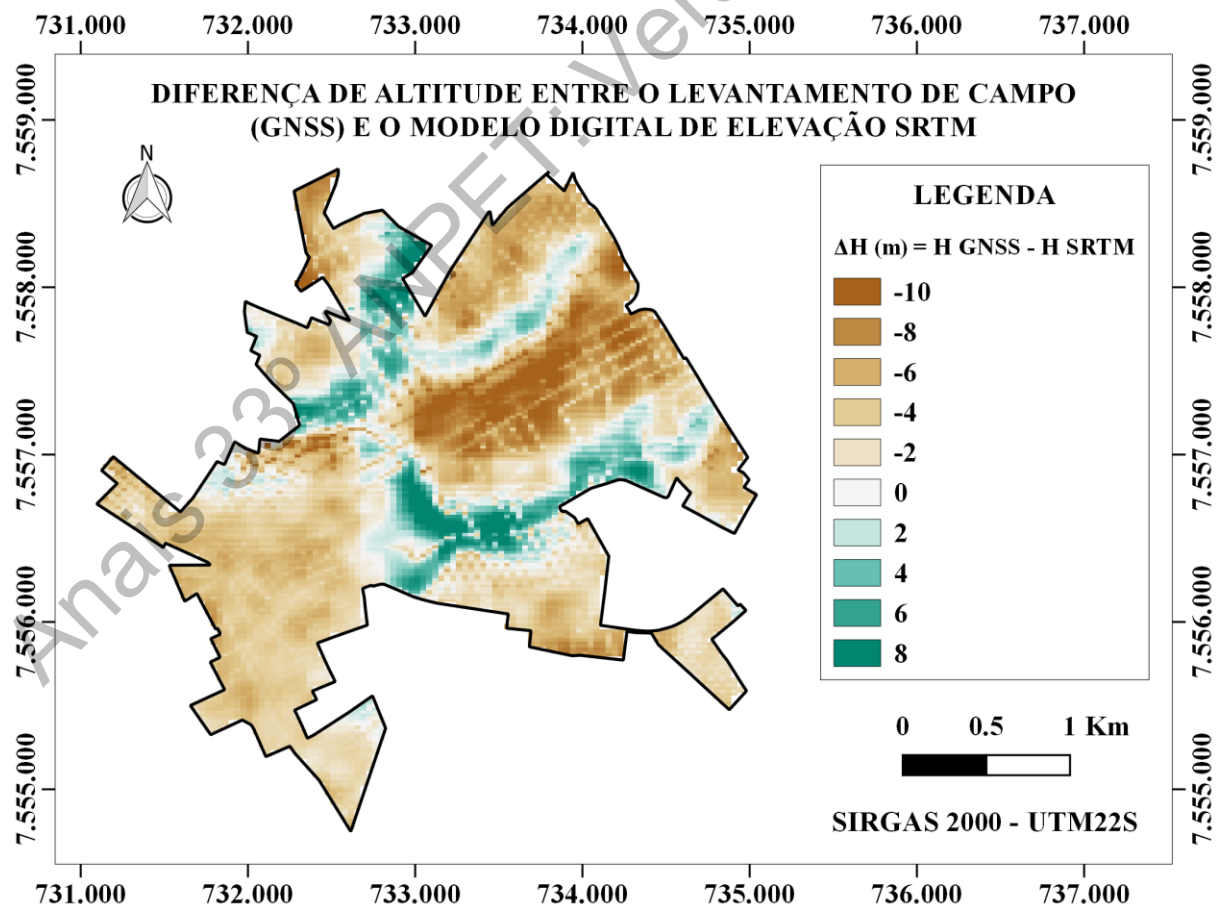 731.000 732.000 733.000 734.000 735.000 736.000 737.000
DIFERENÇA DE ALTITUDE ENTRE O LEVANTAMENTO DE CAMPO
(GNSS) E O MODELO DIGITAL DE ELEVAÇÃO SRTM
N
LEGENDA
ΔH (m) = H GNSS - H SRTM
-10
-8
-6
-4
-2
0
2
4
6
8
0 0.5 1 Km
SIRGAS 2000 - UTM22S
7.559.000
7.558.000
7.557.000
7.556.000
7.555.000
7.559.000
7.558.000
7.557.000
7.556.000
7.555.000
731.000 732.000 733.000 734.000 735.000 736.000 737.000
Anais 33º ANPET: